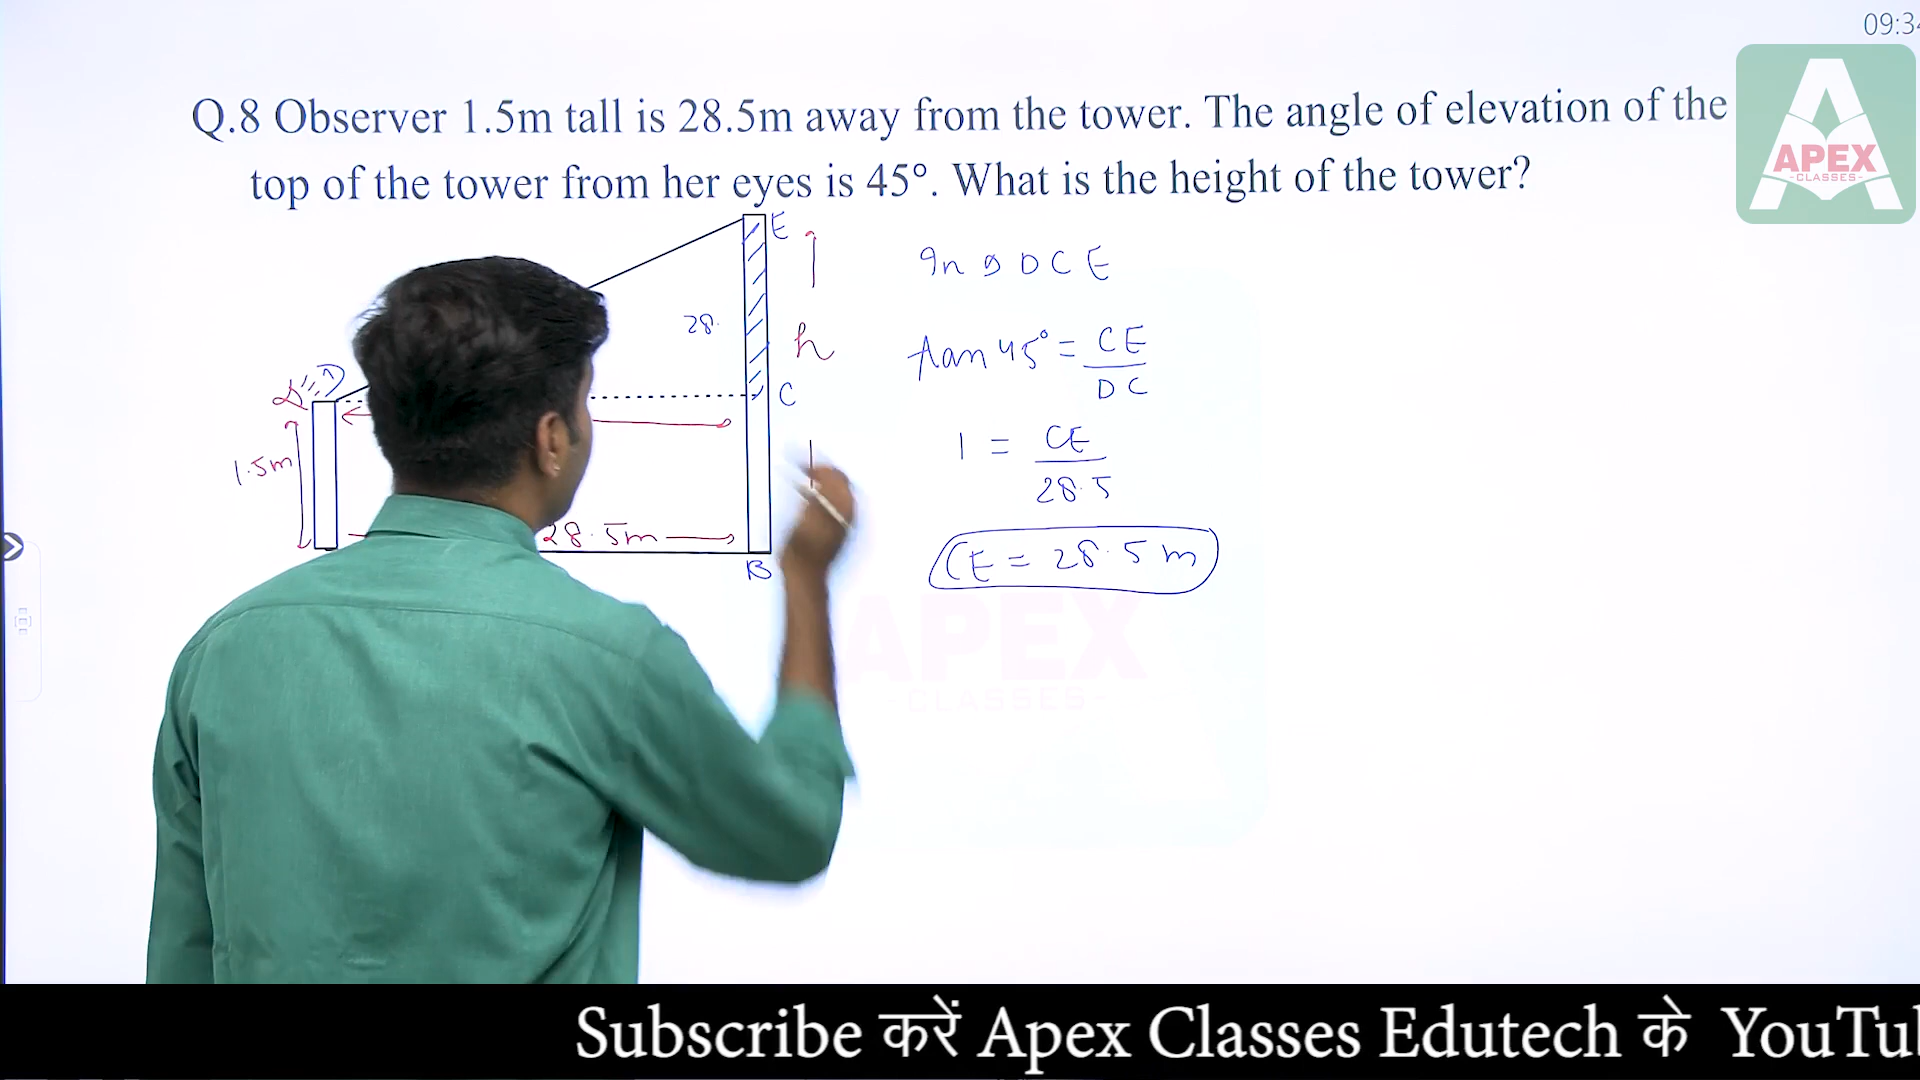 09:34
APEX
-CLASSES-
Q.8 Observer 1.5m tall is 28.5m away from the tower. The angle of elevation of the
top of the tower from her eyes is 45°. What is the height of the tower?
E
In Δ DCE
28.
h
tan 45° = CE
DC
D
C
1.5m
1 = CE
28.5
28.5m
CE = 28.5 m
B
APEX
-CLASSES-
Subscribe करें Apex Classes Edutech के YouTu